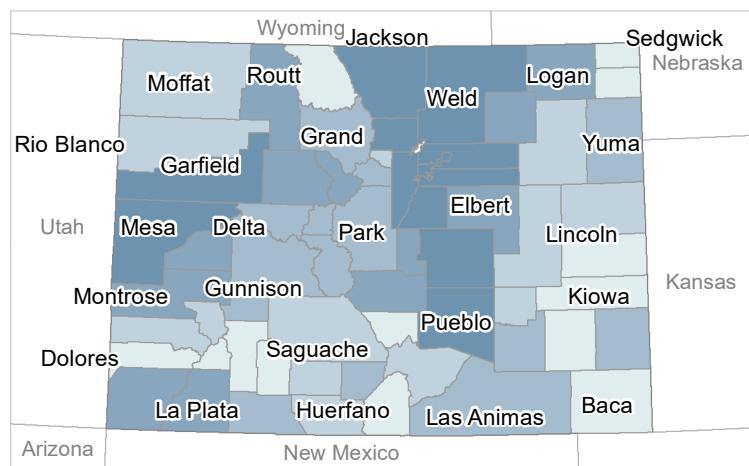 Wyoming
Jackson
Sedgwick
Moffat
Routt
Logan
Nebraska
Weld
Rio Blanco
Grand
Yuma
Garfield
Utah
Mesa
Delta
Park
Elbert
Lincoln
Kansas
Montrose
Gunnison
Kiowa
Pueblo
Dolores
Saguache
La Plata
Huerfano
Las Animas
Baca
Arizona
New Mexico